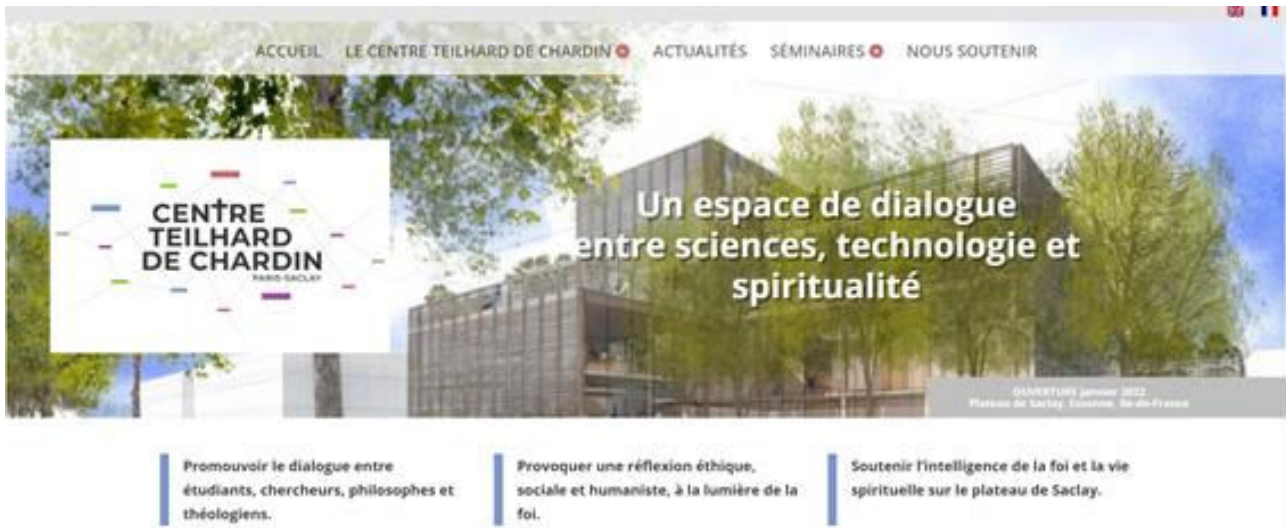 ACCUEIL LE CENTRE TEILHARD DE CHARDIN ACTUALITÉS SÉMINAIRES NOUS SOUTENIR
CENTRE
TEILHARD
DE CHARDIN
PARIS-SACLAY
Un espace de dialogue
entre sciences, technologie et
spiritualité
OUVERTURE Janvier 2022
Plateau de Saclay, Essonne, Ile-de-France
Promouvoir le dialogue entre
étudiants, chercheurs, philosophes et
théologiens.
Provoquer une réflexion éthique,
sociale et humaniste, à la lumière de la
foi.
Soutenir l'intelligence de la foi et la vie
spirituelle sur le plateau de Saclay.